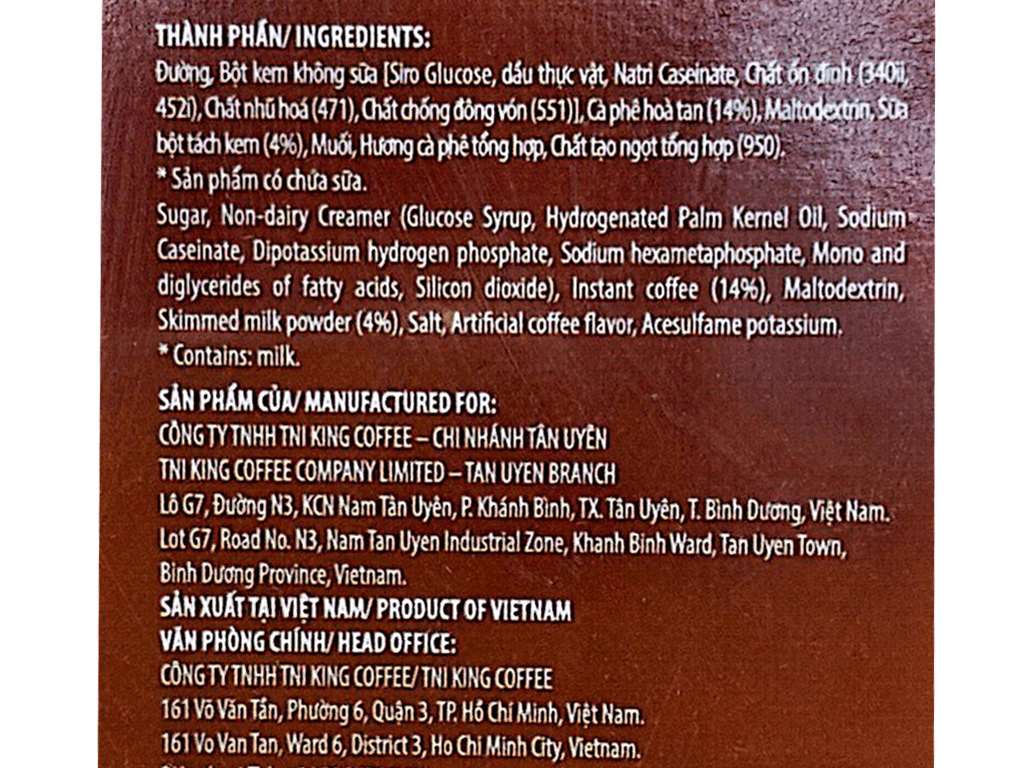 THÀNH PHẦN/ INGREDIENTS:
Đường, Bột kem không sữa [Siro Glucose, dầu thực vật, Natri Caseinate, Chất ổn định (340ii,
452i), Chất nhũ hoá (471), Chất chống đông vón (551)], Cà phê hoà tan (14%), Maltodextrin, Sữa
bột tách kem (4%), Muối, Hương cà phê tổng hợp, Chất tạo ngọt tổng hợp (950).
* Sản phẩm có chứa sữa.
Sugar, Non-dairy Creamer (Glucose Syrup, Hydrogenated Palm Kernel Oil, Sodium
Caseinate, Dipotassium hydrogen phosphate, Sodium hexametaphosphate, Mono and
diglycerides of fatty acids, Silicon dioxide), Instant coffee (14%), Maltodextrin,
Skimmed milk powder (4%), Salt, Artificial coffee flavor, Acesulfame potassium.
* Contains: milk.
SẢN PHẨM CỦA/ MANUFACTURED FOR:
CÔNG TY TNHH TNI KING COFFEE – CHI NHÁNH TÂN UYÊN
TNI KING COFFEE COMPANY LIMITED – TAN UYEN BRANCH
Lô G7, Đường N3, KCN Nam Tân Uyên, P. Khánh Bình, TX. Tân Uyên, T. Bình Dương, Việt Nam.
Lot G7, Road No. N3, Nam Tan Uyen Industrial Zone, Khanh Binh Ward, Tan Uyen Town,
Binh Duong Province, Vietnam.
SẢN XUẤT TẠI VIỆT NAM/ PRODUCT OF VIETNAM
VĂN PHÒNG CHÍNH/ HEAD OFFICE:
CÔNG TY TNHH TNI KING COFFEE/ TNI KING COFFEE
161 Võ Văn Tần, Phường 6, Quận 3, TP. Hồ Chí Minh, Việt Nam.
161 Vo Van Tan, Ward 6, District 3, Ho Chi Minh City, Vietnam.